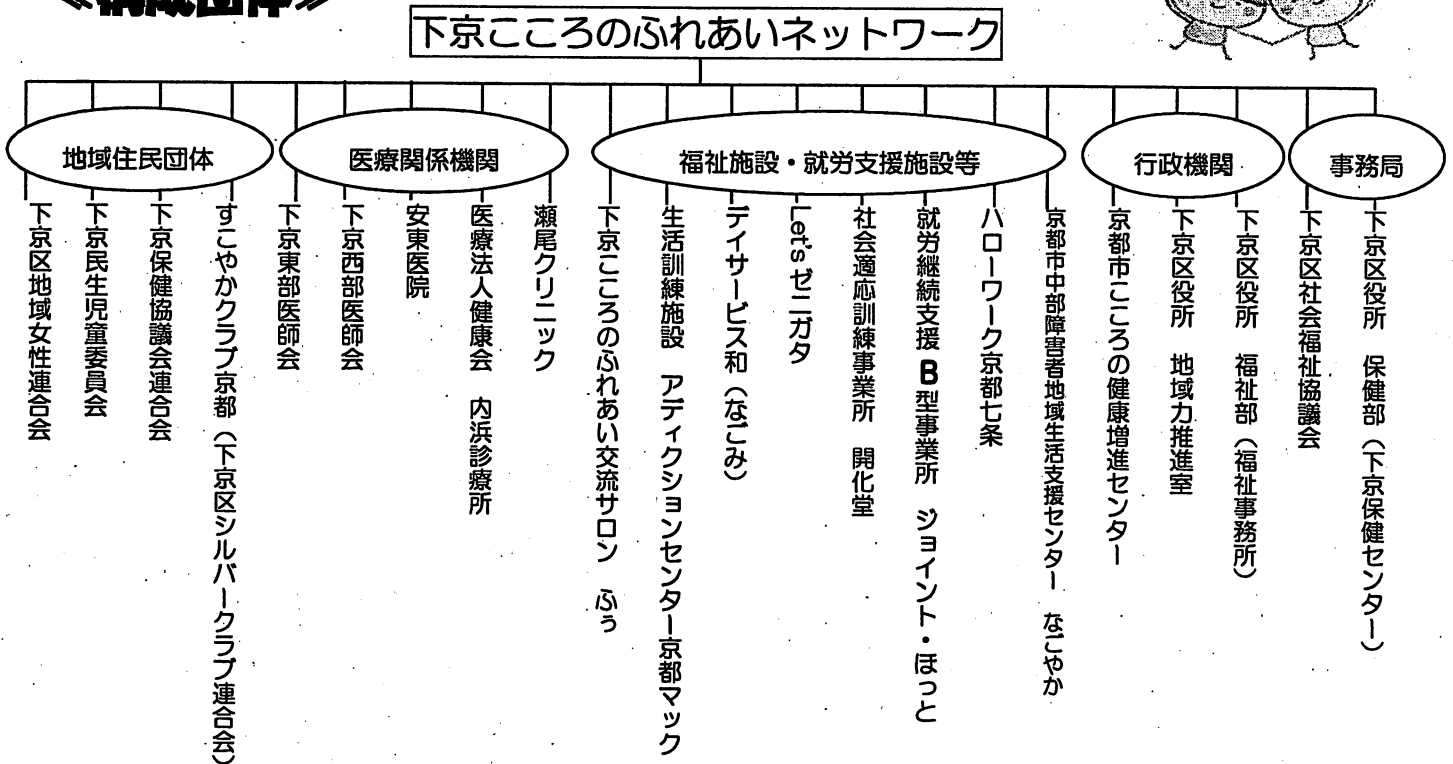 ≪構成団体≫
下京こころのふれあいネットワーク
地域住民団体
下京区地域女性連合会
下京民生児童委員会
下京保健協議会連合会
すこやかクラブ京都（下京区シルバークラブ連合会）
医療関係機関
下京東部医師会
下京西部医師会
安東医院
医療法人健康会　内浜診療所
瀬尾クリニック
福祉施設・就労支援施設等
下京こころのふれあい交流サロン　ふぅ
生活訓練施設　アディクションセンター京都マック
デイサービス和（なごみ）
Let's ゼニガタ
社会適応訓練事業所　開化堂
就労継続支援B型事業所　ジョイント・ほっと
ハローワーク京都七条
京都市中部障害者地域生活支援センター　なごやか
行政機関
京都市こころの健康増進センター
下京区役所　地域力推進室
下京区役所　福祉部（福祉事務所）
事務局
下京区社会福祉協議会
下京区役所　保健部（下京保健センター）